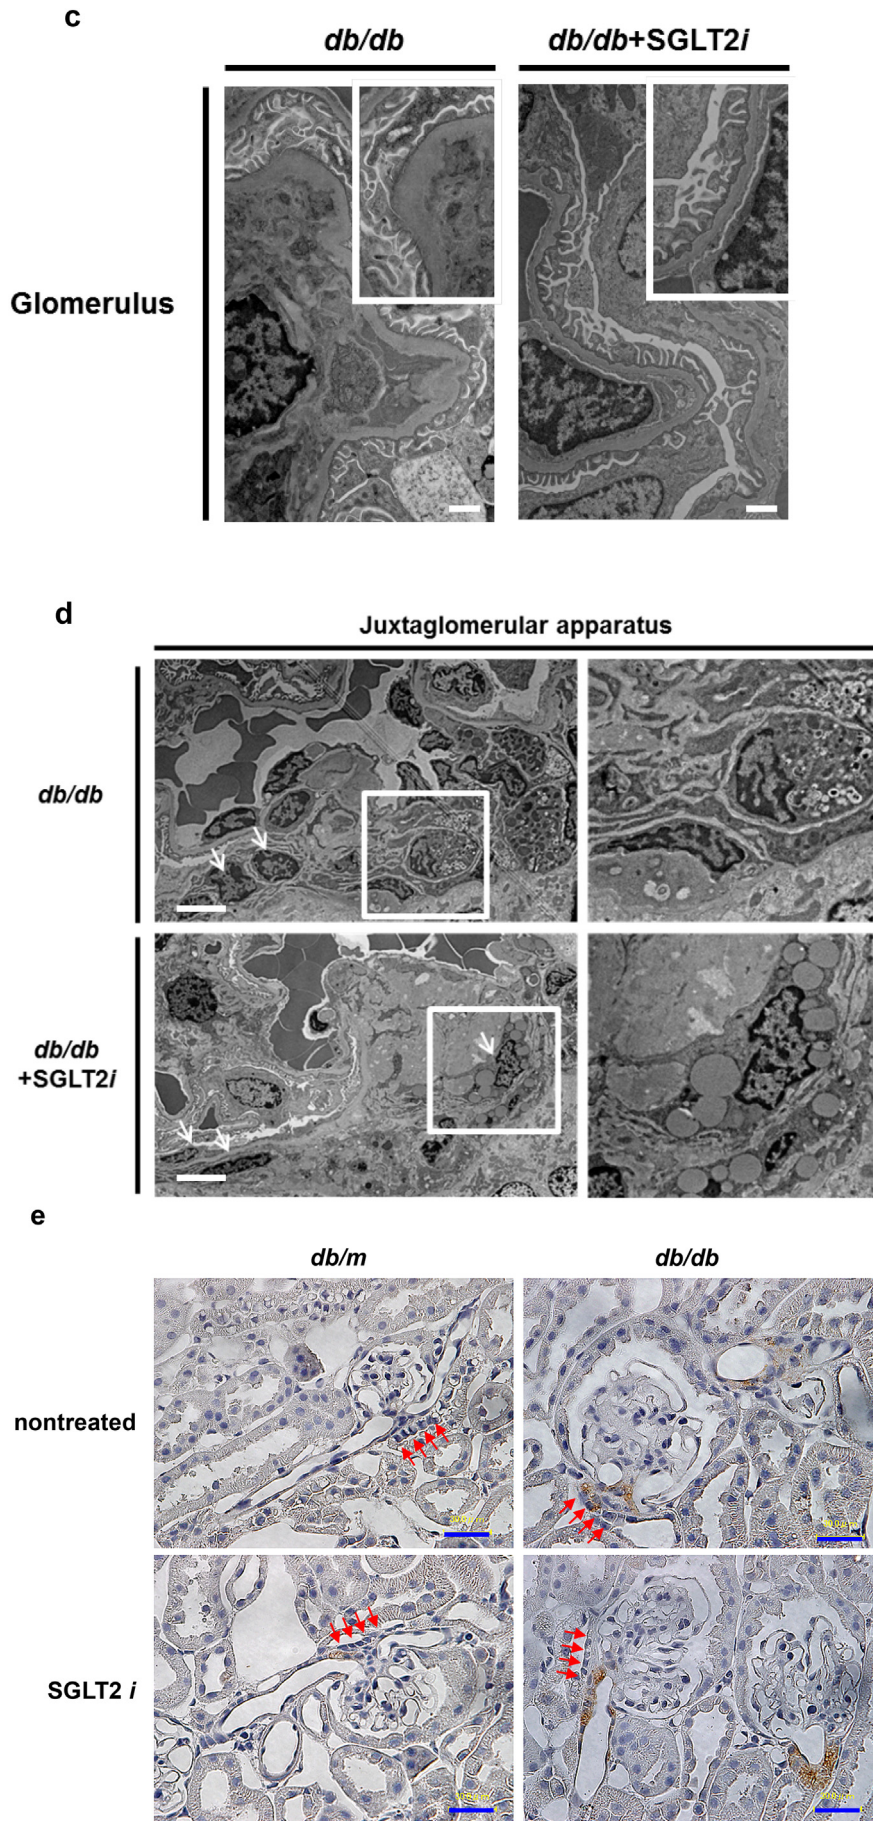 c
db/db
db/db+SGLT2i
Glomerulus
d
Juxtaglomerular apparatus
db/db
db/db
+SGLT2i
e
db/m
db/db
nontreated
SGLT2 i